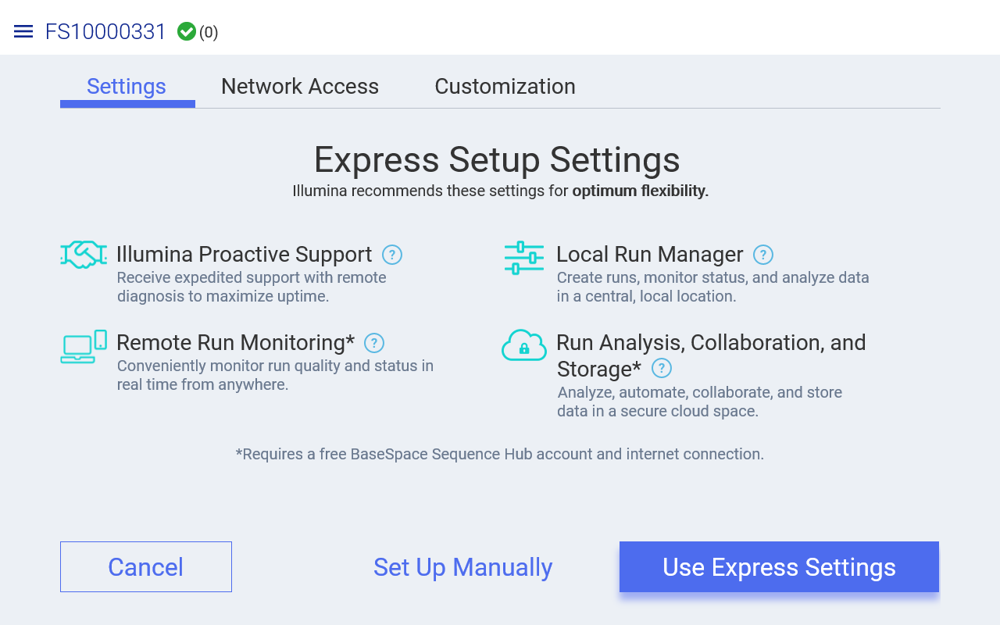 FS10000331 (0)
Settings Network Access Customization
Express Setup Settings
Illumina recommends these settings for optimum flexibility.
Illumina Proactive Support ?
Receive expedited support with remote
diagnosis to maximize uptime.
Local Run Manager ?
Create runs, monitor status, and analyze data
in a central, local location.
Remote Run Monitoring* ?
Conveniently monitor run quality and status in
real time from anywhere.
Run Analysis, Collaboration, and
Storage* ?
Analyze, automate, collaborate, and store
data in a secure cloud space.
*Requires a free BaseSpace Sequence Hub account and internet connection.
Cancel Set Up Manually Use Express Settings